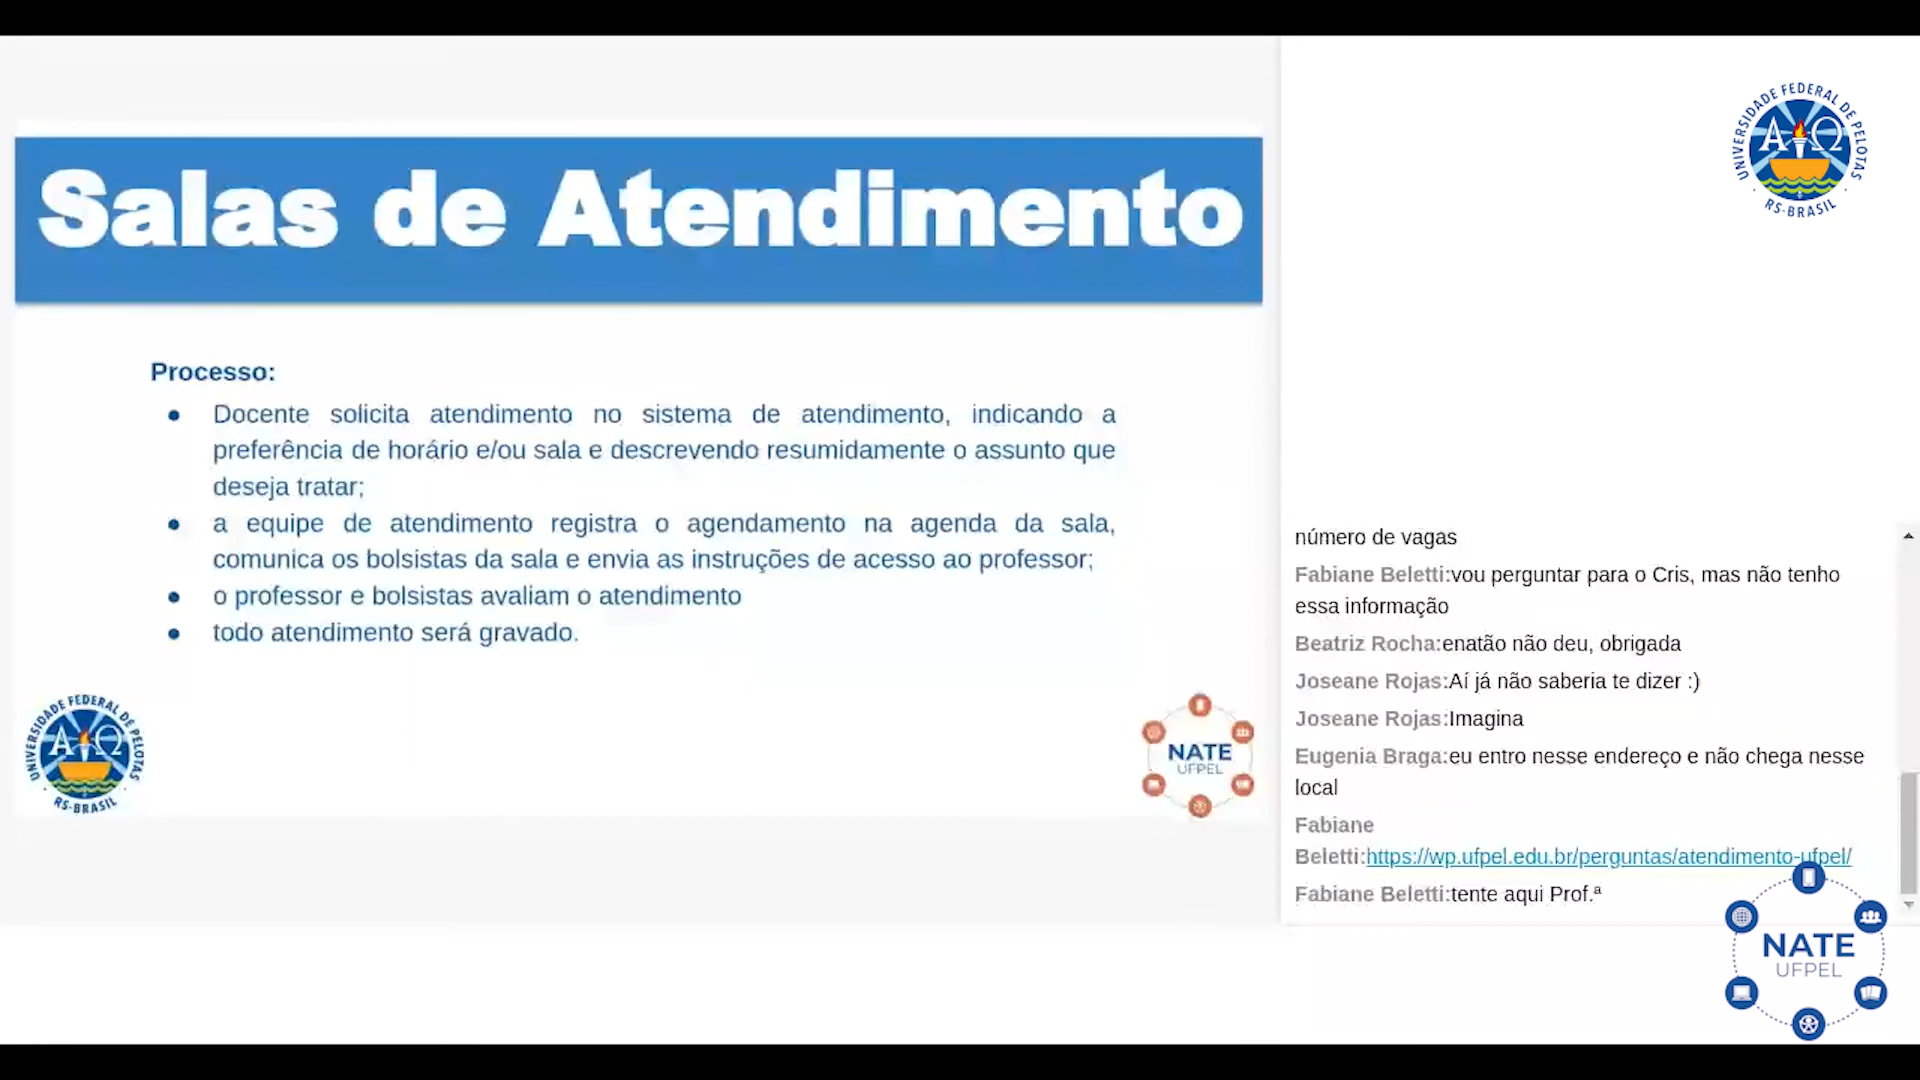 Salas de Atendimento
Processo:
● Docente solicita atendimento no sistema de atendimento, indicando a
preferência de horário e/ou sala e descrevendo resumidamente o assunto que
deseja tratar;
● a equipe de atendimento registra o agendamento na agenda da sala,
comunica os bolsistas da sala e envia as instruções de acesso ao professor;
● o professor e bolsistas avaliam o atendimento
● todo atendimento será gravado.
UNIVERSIDADE FEDERAL DE PELOTAS
Α Ω
RS-BRASIL
NATE
UFPEL
UNIVERSIDADE FEDERAL DE PELOTAS
Α Ω
RS-BRASIL
número de vagas
Fabiane Beletti:vou perguntar para o Cris, mas não tenho
essa informação
Beatriz Rocha:enatão não deu, obrigada
Joseane Rojas:Aí já não saberia te dizer :)
Joseane Rojas:Imagina
Eugenia Braga:eu entro nesse endereço e não chega nesse
local
Fabiane
Beletti:https://wp.ufpel.edu.br/perguntas/atendimento-ufpel/
Fabiane Beletti:tente aqui Prof.ª
NATE
UFPEL